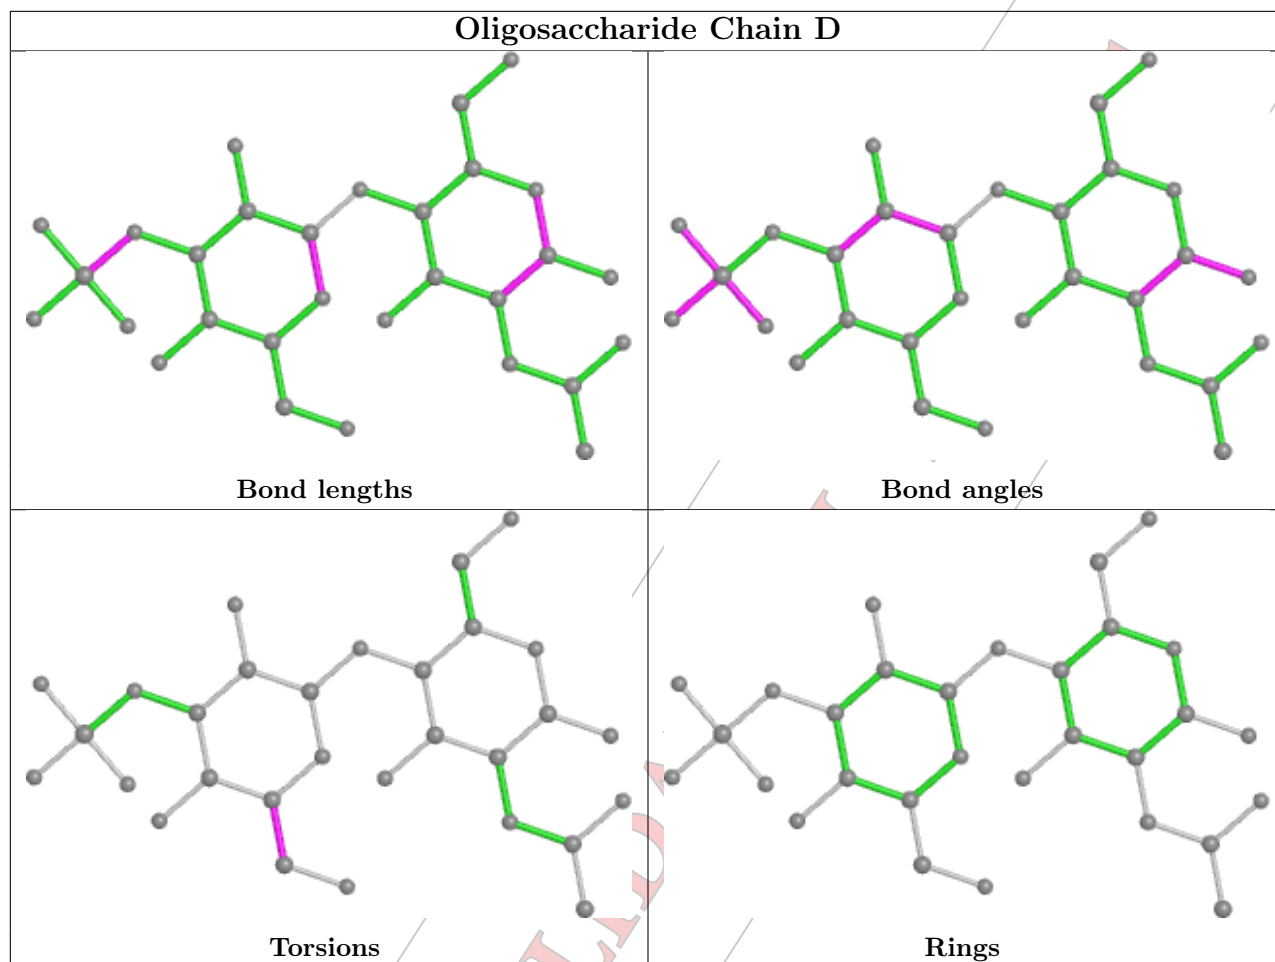 Oligosaccharide Chain D
Bond lengths
Bond angles
Torsions
Rings